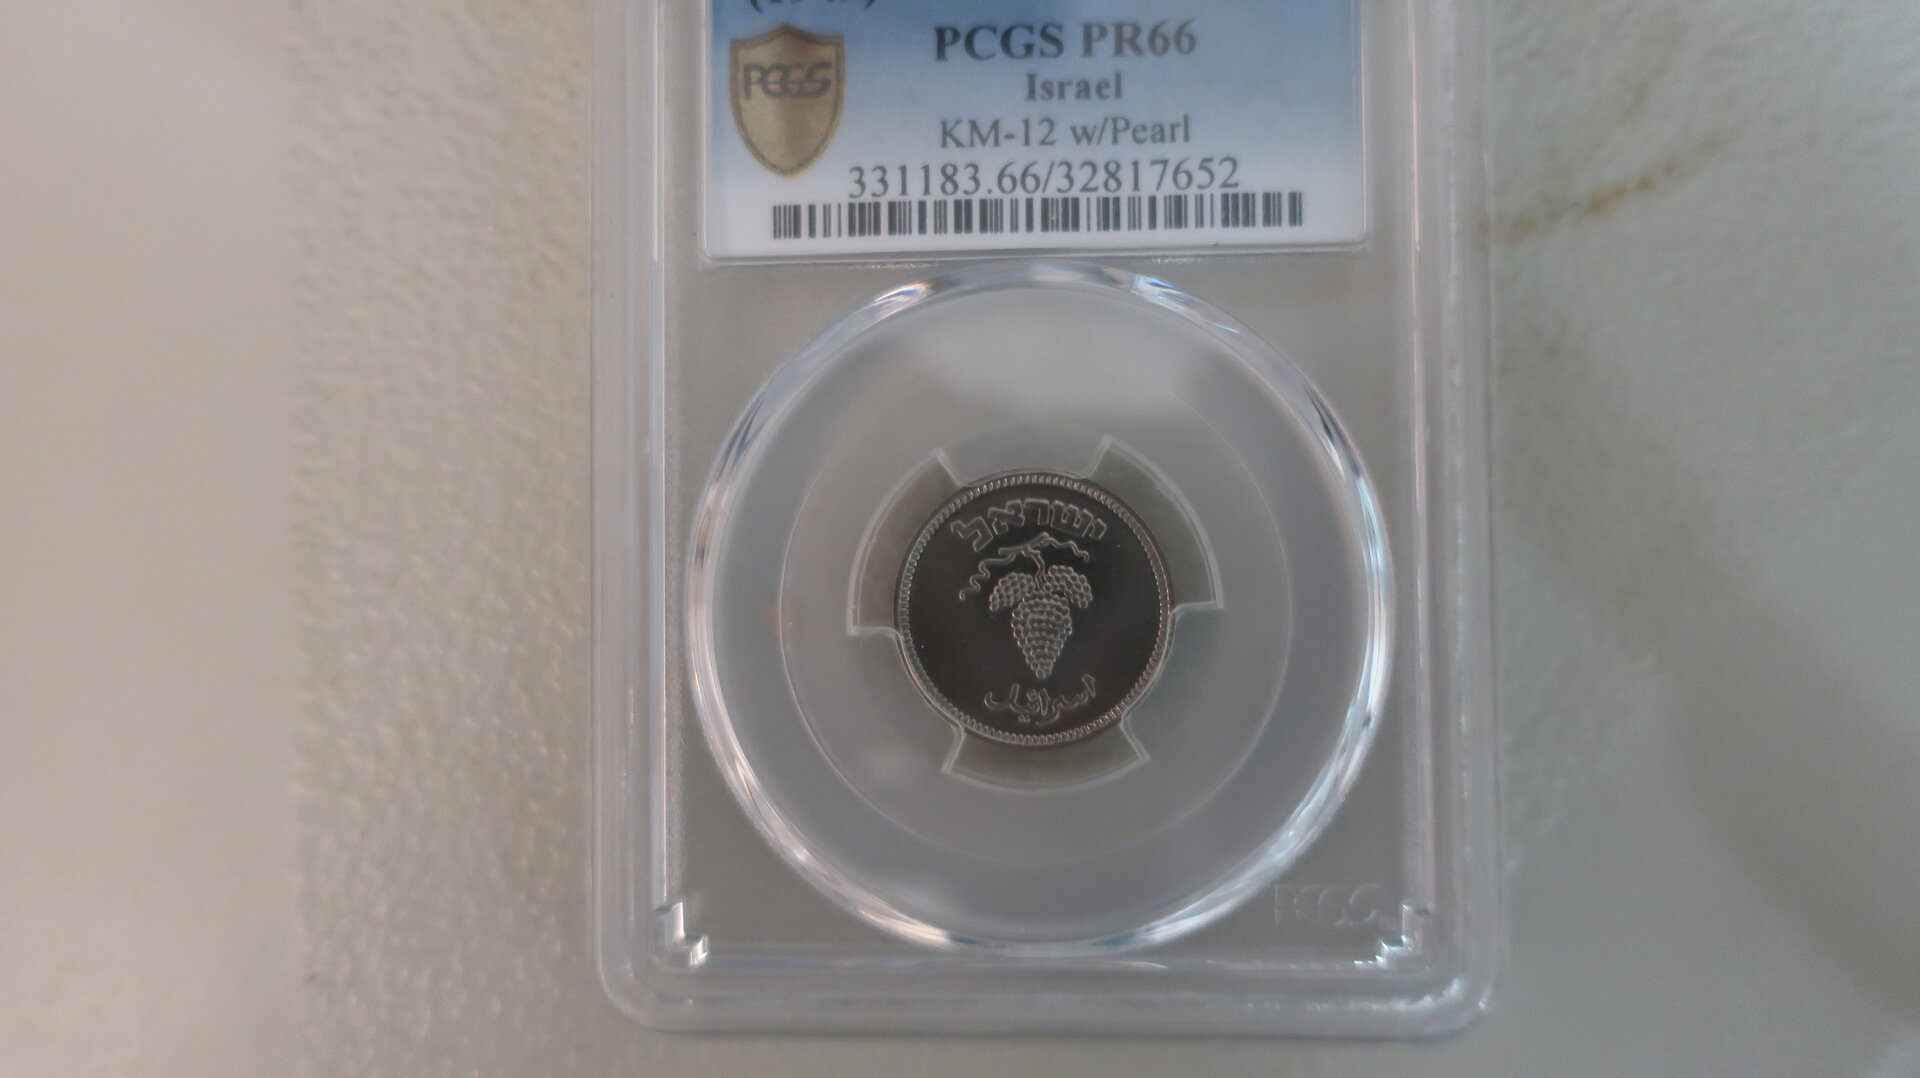 PCGS PR66
PCGS
Israel
KM-12 w/Pearl
331183.66/32817652
ישראל
اسرائيل
PCGS